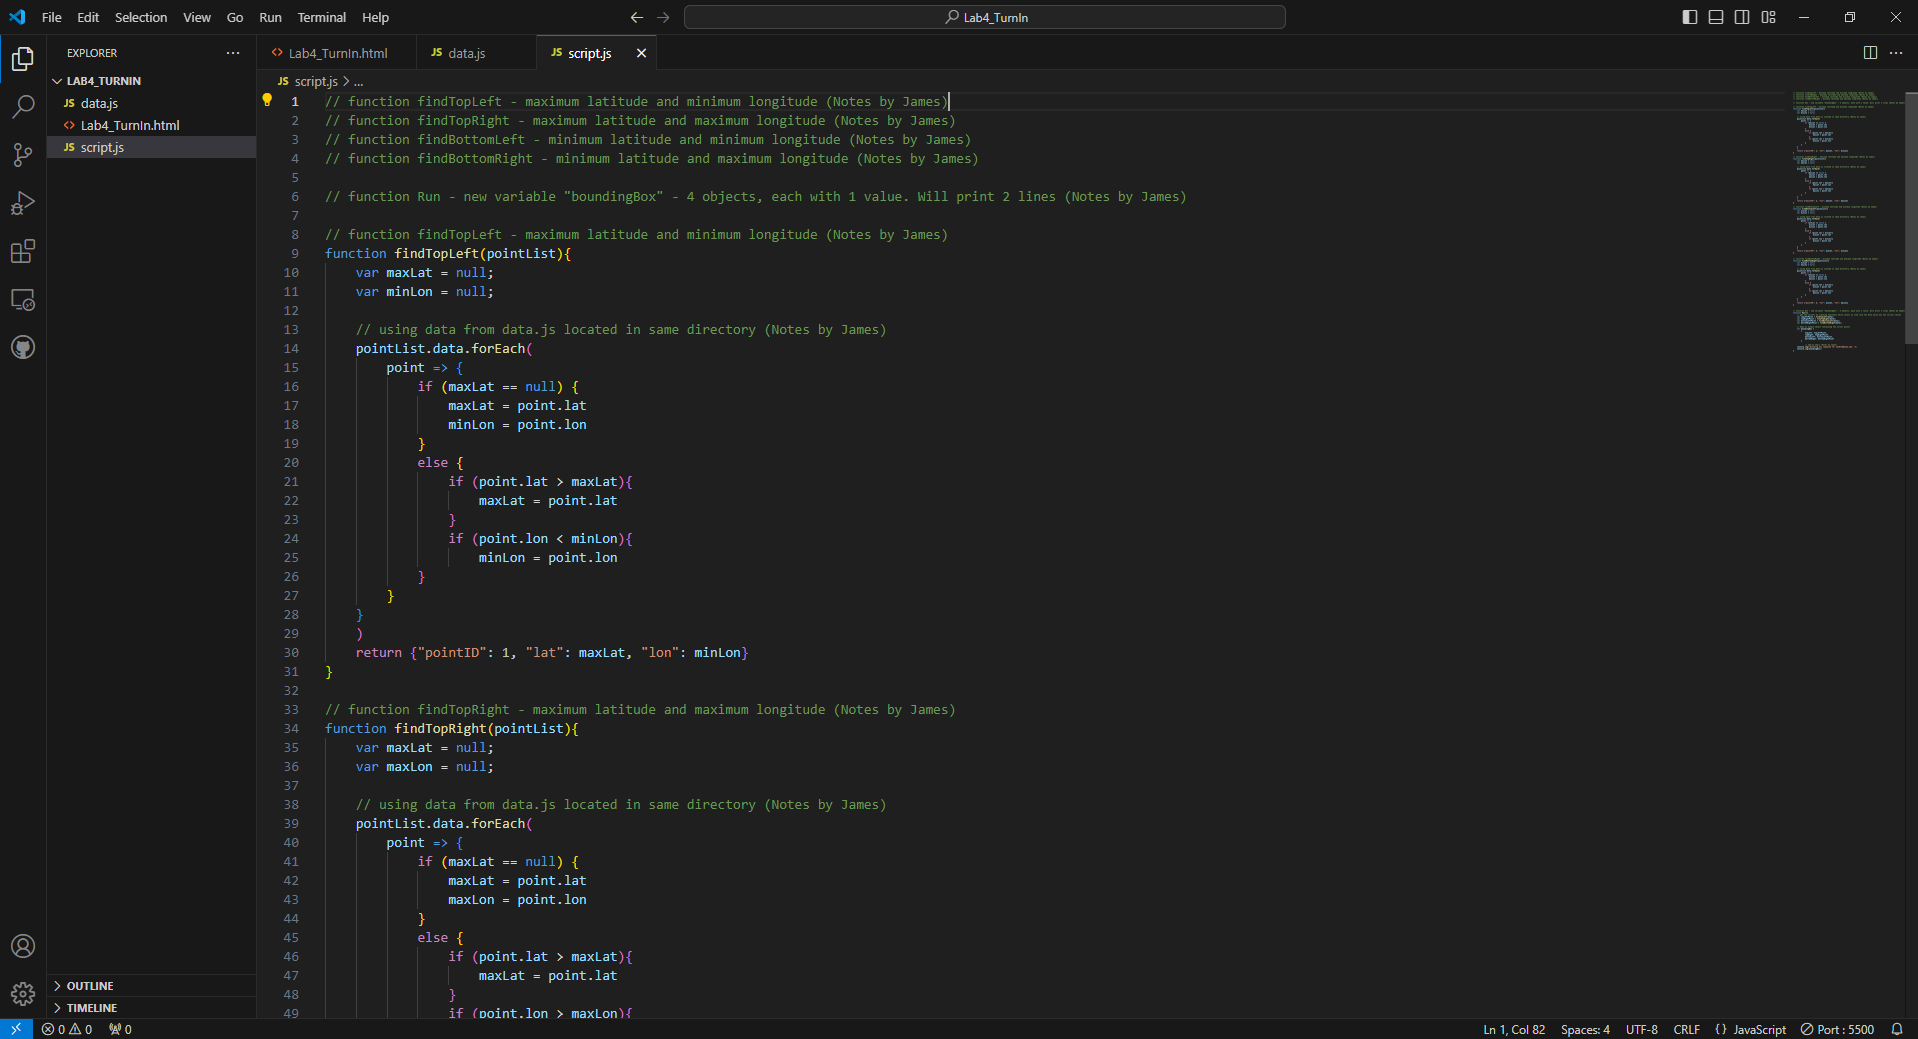 File Edit Selection View Go Run Terminal Help
Lab4_TurnIn
EXPLORER
LAB4_TURNIN
JS data.js
<> Lab4_TurnIn.html
JS script.js
OUTLINE
TIMELINE
<> Lab4_TurnIn.html
JS data.js
JS script.js
JS script.js > ...
1 // function findTopLeft - maximum latitude and minimum longitude (Notes by James)
2 // function findTopRight - maximum latitude and maximum longitude (Notes by James)
3 // function findBottomLeft - minimum latitude and minimum longitude (Notes by James)
4 // function findBottomRight - minimum latitude and maximum longitude (Notes by James)
5
6 // function Run - new variable "boundingBox" - 4 objects, each with 1 value. Will print 2 lines (Notes by James)
7
8 // function findTopLeft - maximum latitude and minimum longitude (Notes by James)
9 function findTopLeft(pointList){
10     var maxLat = null;
11     var minLon = null;
12
13     // using data from data.js located in same directory (Notes by James)
14     pointList.data.forEach(
15         point => {
16             if (maxLat == null) {
17                 maxLat = point.lat
18                 minLon = point.lon
19             }
20             else {
21                 if (point.lat > maxLat){
22                     maxLat = point.lat
23                 }
24                 if (point.lon < minLon){
25                     minLon = point.lon
26             }
27         }
28     }
29     )
30     return {"pointID": 1, "lat": maxLat, "lon": minLon}
31 }
32
33 // function findTopRight - maximum latitude and maximum longitude (Notes by James)
34 function findTopRight(pointList){
35     var maxLat = null;
36     var maxLon = null;
37
38     // using data from data.js located in same directory (Notes by James)
39     pointList.data.forEach(
40         point => {
41             if (maxLat == null) {
42                 maxLat = point.lat
43                 maxLon = point.lon
44             }
45             else {
46                 if (point.lat > maxLat){
47                     maxLat = point.lat
48                 }
49                 if (point.lon > maxLon){
0 0 0 Ln 1, Col 82 Spaces: 4 UTF-8 CRLF {} JavaScript Port : 5500